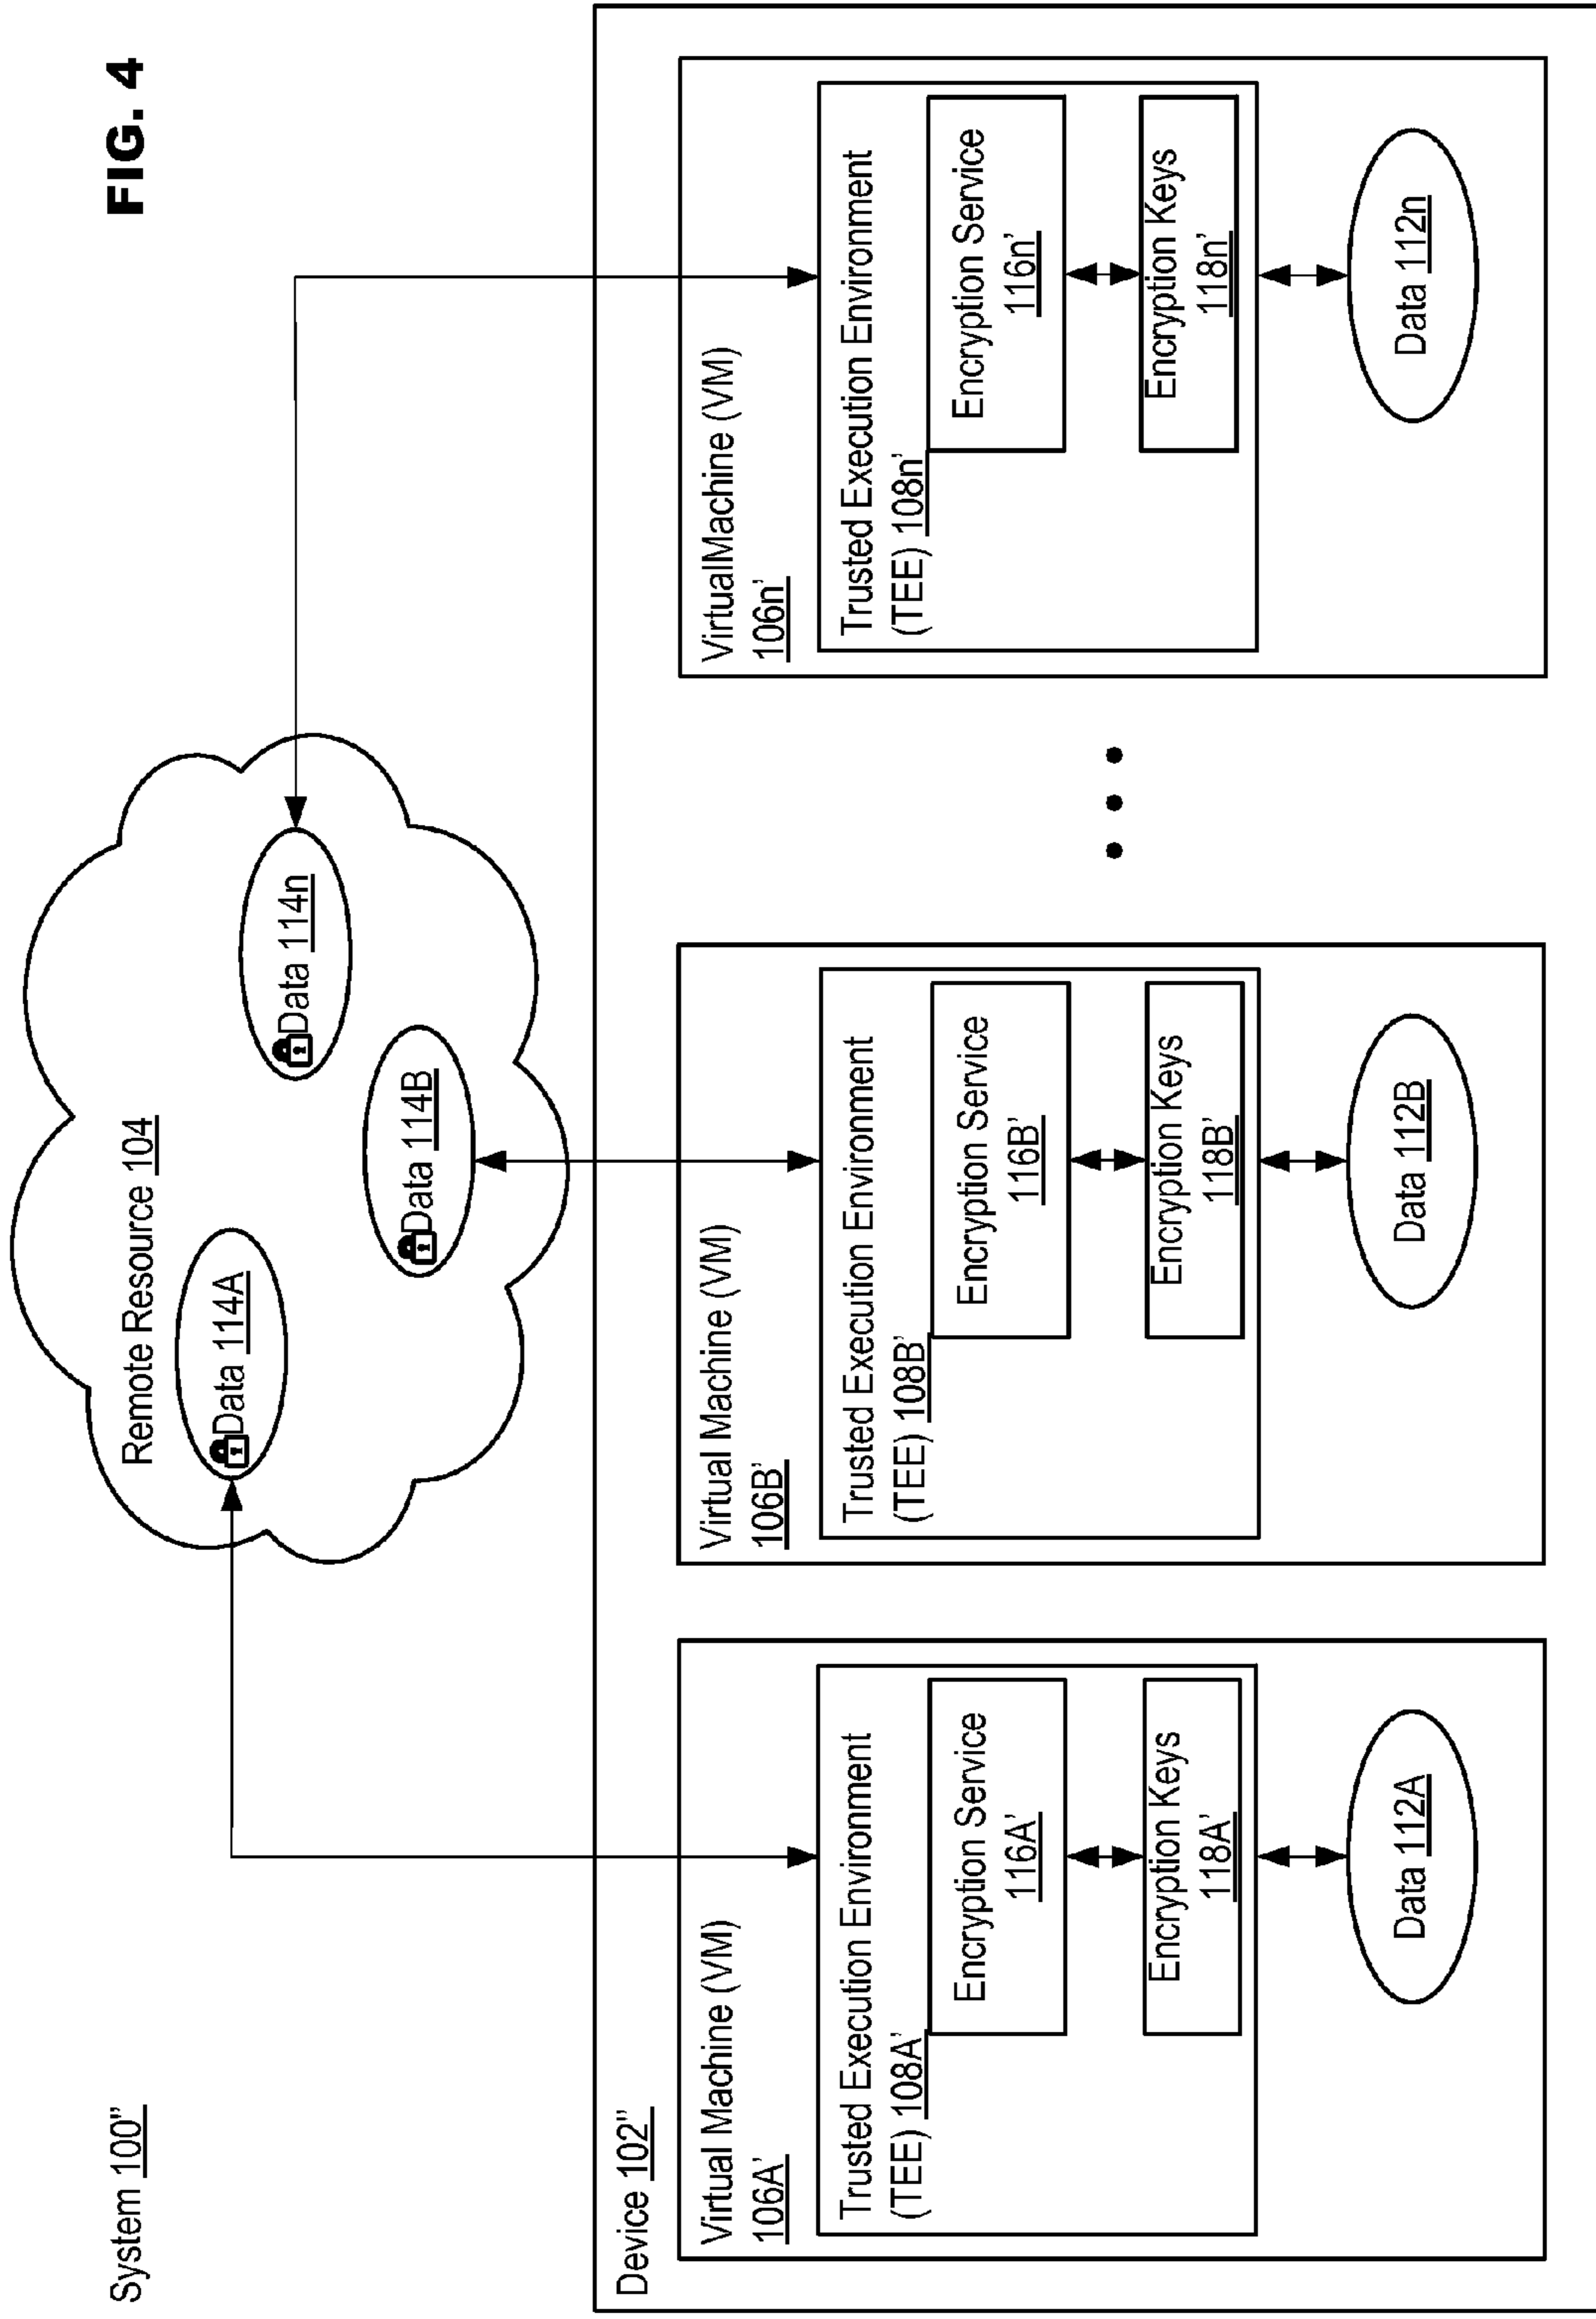 FIG. 4
System 100”
Remote Resource 104
Data 114A
Data 114B
Data 114n
Device 102”
Virtual Machine (VM)
106A’
Trusted Execution Environment
(TEE) 108A’
Encryption Service
116A’
Encryption Keys
118A’
Data 112A
Virtual Machine (VM)
106B’
Trusted Execution Environment
(TEE) 108B’
Encryption Service
116B’
Encryption Keys
118B’
Data 112B
VirtualMachine (VM)
106n’
Trusted Execution Environment
(TEE) 108n’
Encryption Service
116n’
Encryption Keys
118n’
Data 112n